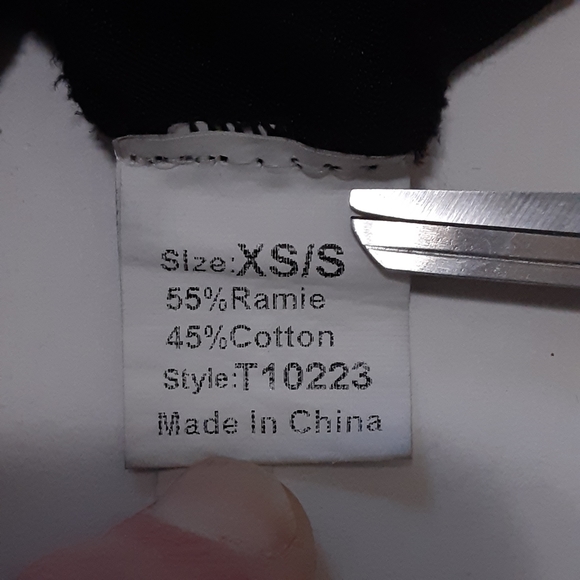 Size:XS/S
55%Ramie
45%Cotton
Style:T10223
Made in China